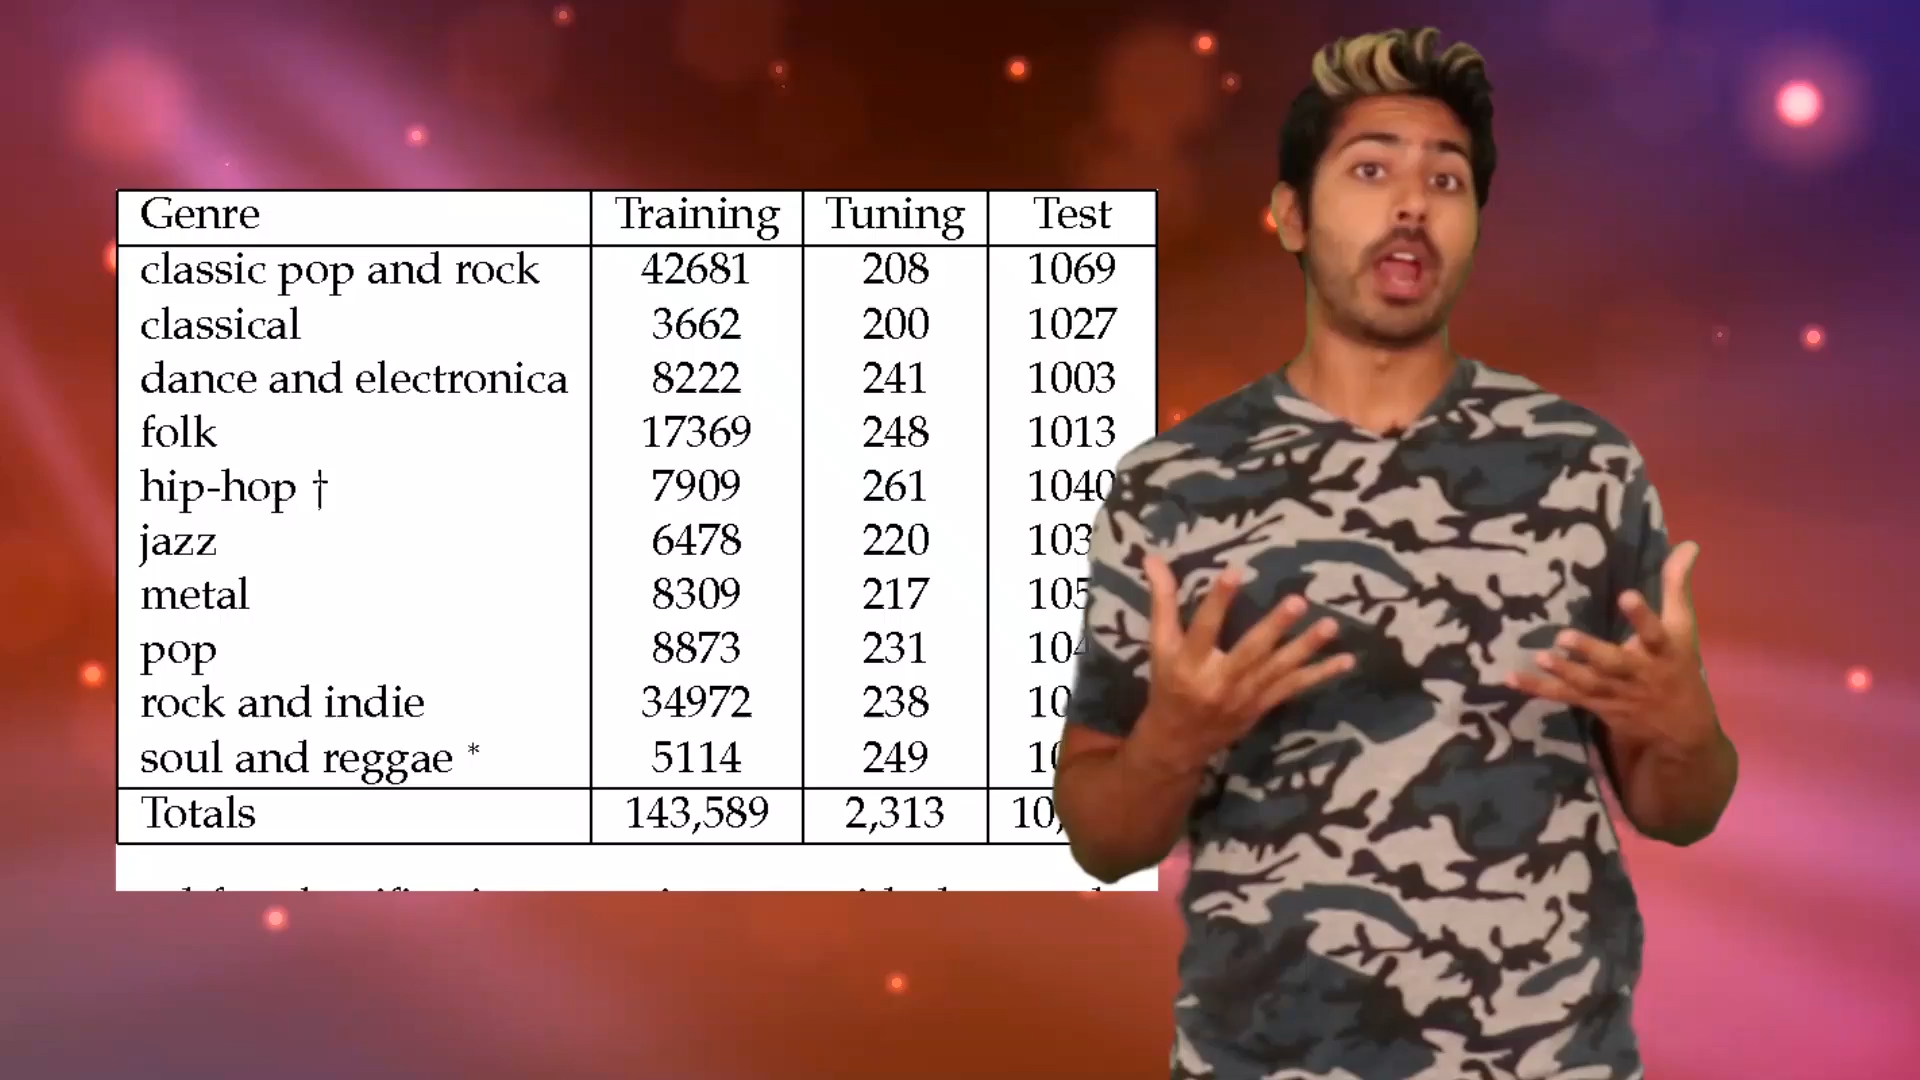 Genre Training Tuning Test
classic pop and rock 42681 208 1069
classical 3662 200 1027
dance and electronica 8222 241 1003
folk 17369 248 1013
hip-hop † 7909 261 1040
jazz 6478 220
metal 8309 217
pop 8873 231
rock and indie 34972 238
soul and reggae * 5114 249
Totals 143,589 2,313